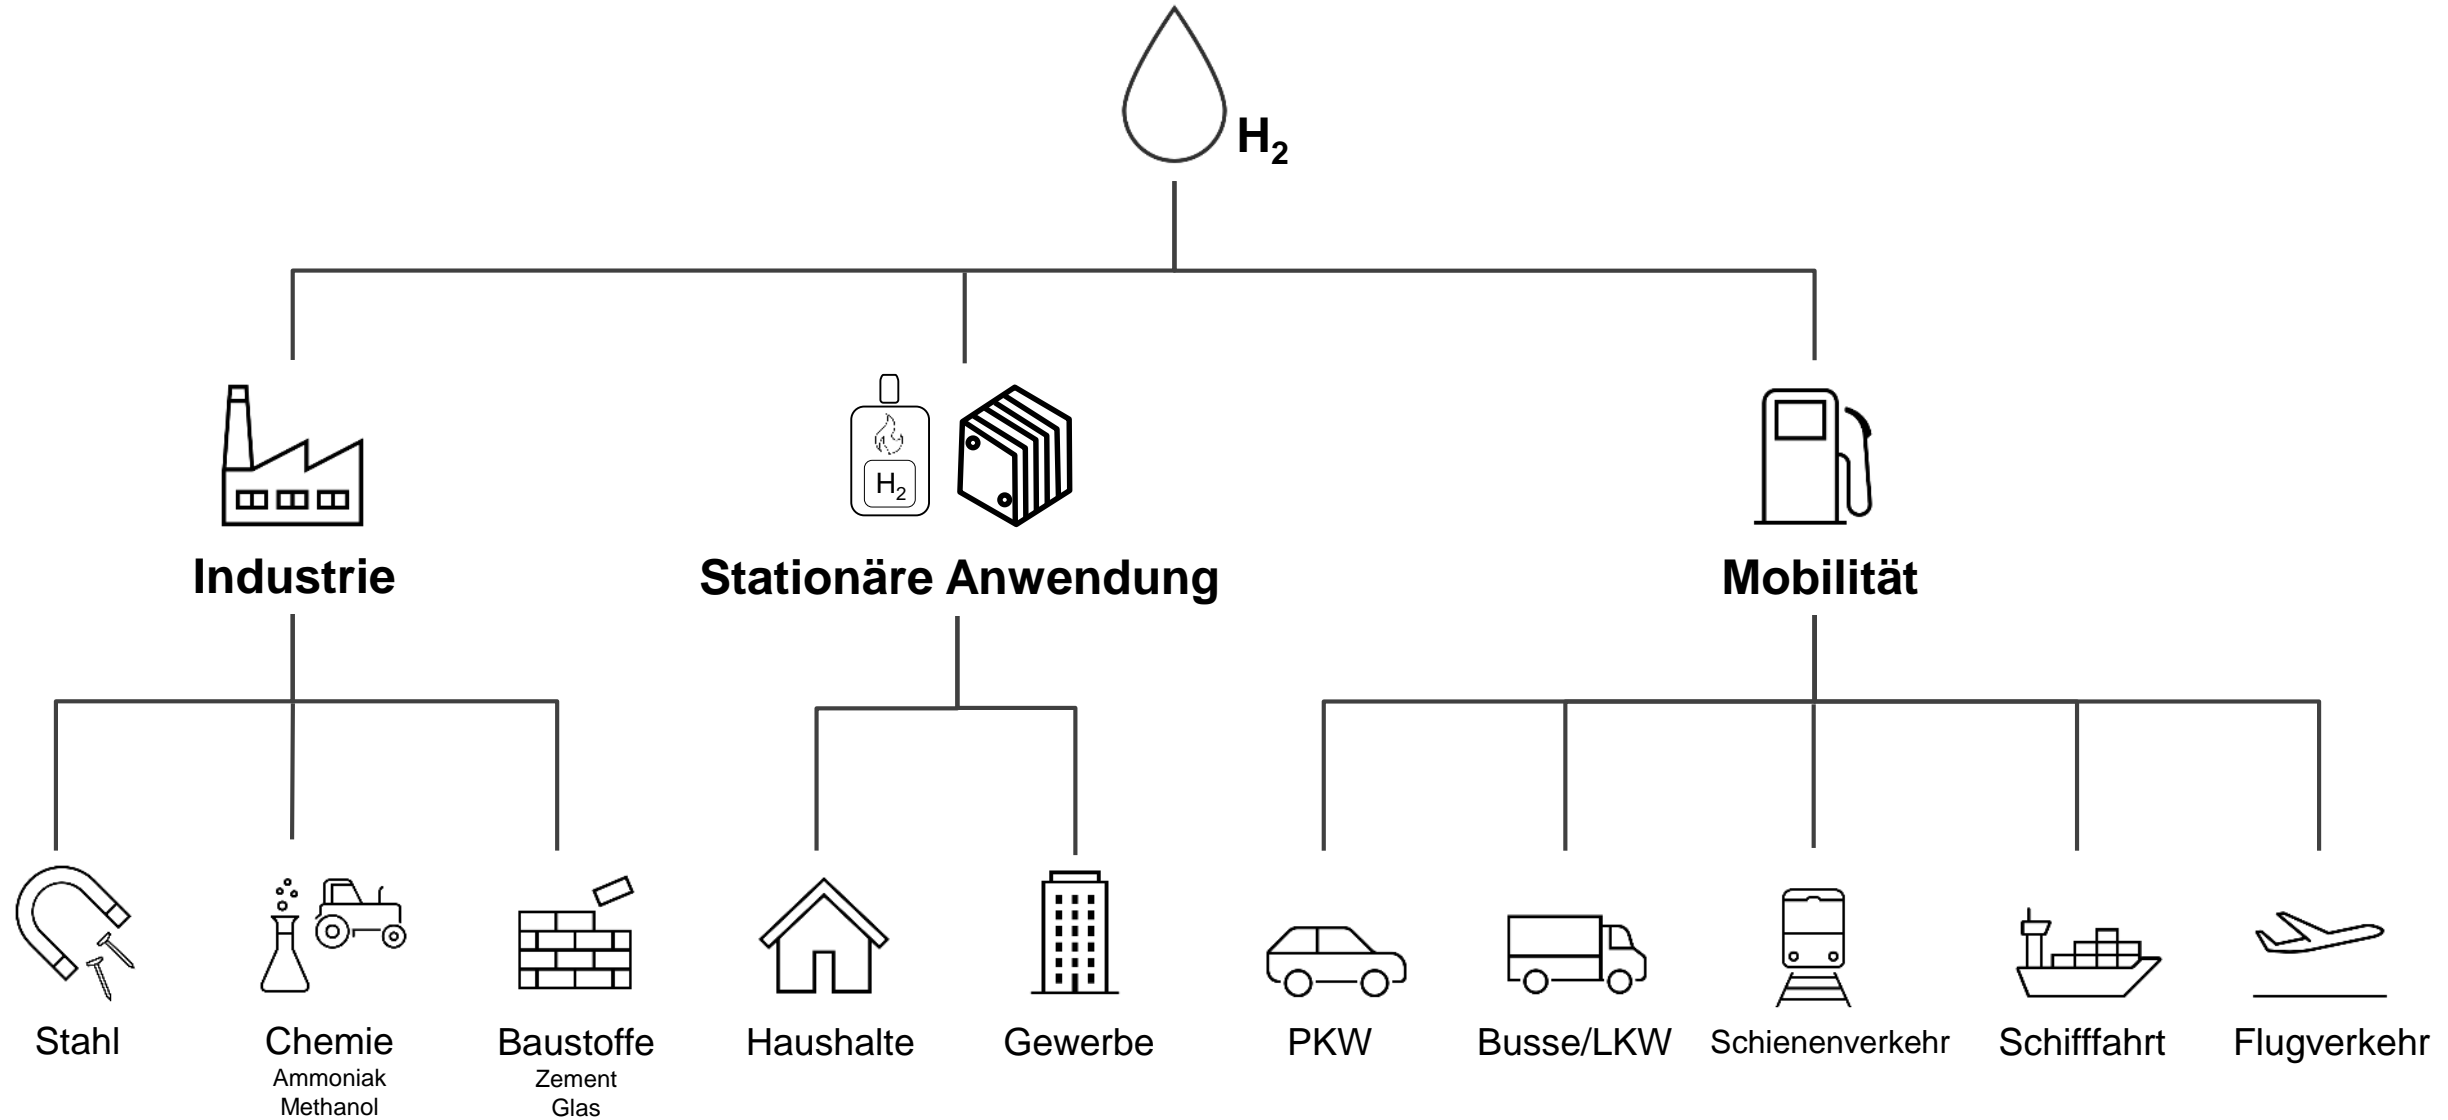 H₂
H₂
Industrie
Stationäre Anwendung
Mobilität
Stahl
Chemie
Ammoniak
Methanol
Baustoffe
Zement
Glas
Haushalte
Gewerbe
PKW
Busse/LKW
Schienenverkehr
Schifffahrt
Flugverkehr